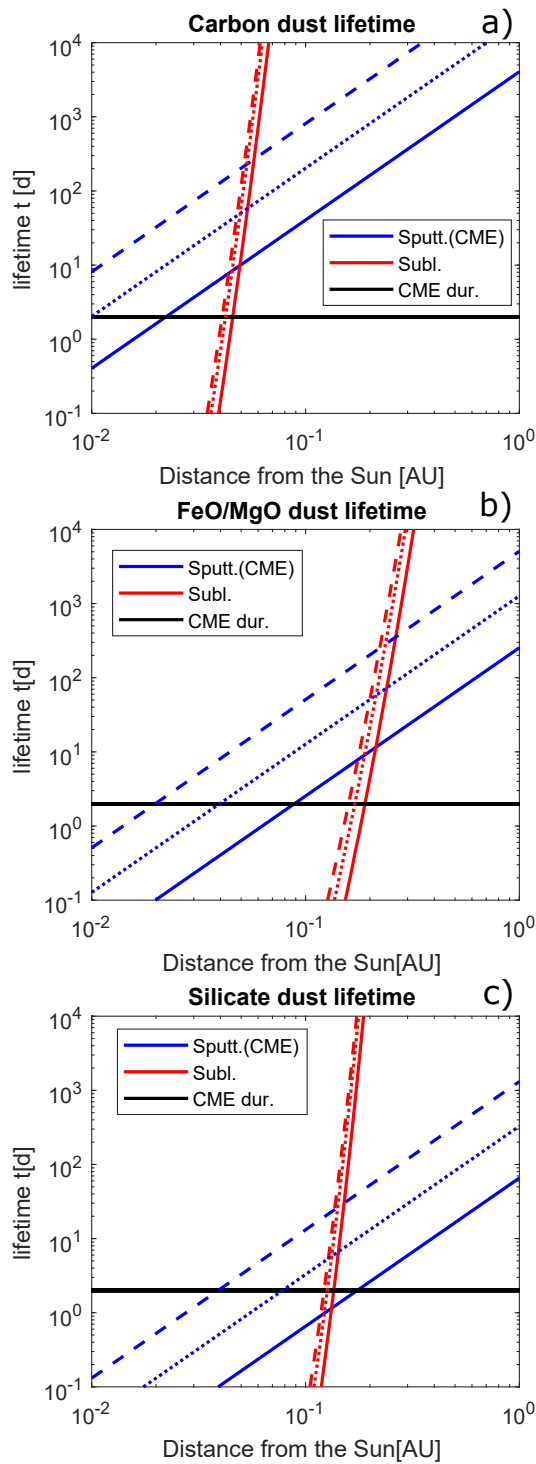 Carbon dust lifetime
a)
10^4
10^3
10^2
10^1
10^0
10^-1
lifetime t [d]
Sputt.(CME)
Subl.
CME dur.
10^-2
10^-1
10^0
Distance from the Sun [AU]
FeO/MgO dust lifetime
b)
10^4
10^3
10^2
10^1
10^0
10^-1
lifetime t[d]
Sputt.(CME)
Subl.
CME dur.
10^-2
10^-1
10^0
Distance from the Sun[AU]
Silicate dust lifetime
c)
10^4
10^3
10^2
10^1
10^0
10^-1
lifetime t[d]
Sputt.(CME)
Subl.
CME dur.
10^-2
10^-1
10^0
Distance from the Sun[AU]